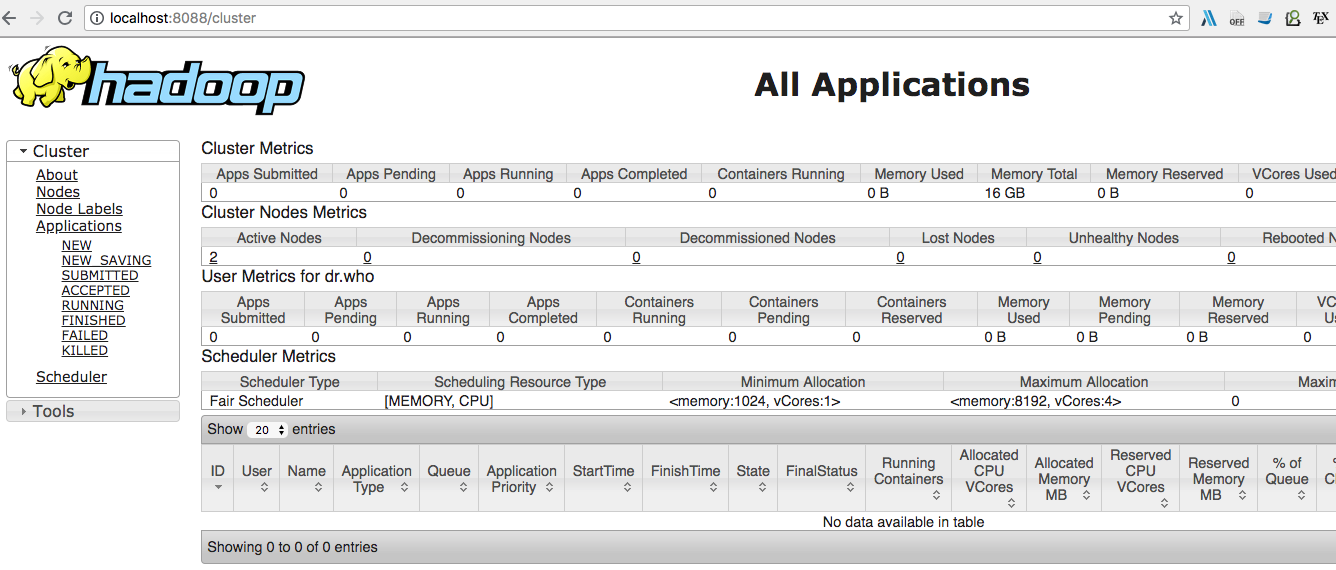 localhost:8088/cluster
OFF
TEX
hadoop
All Applications
Cluster
About
Nodes
Node Labels
Applications
NEW
NEW_SAVING
SUBMITTED
ACCEPTED
RUNNING
FINISHED
FAILED
KILLED
Scheduler
Tools
Cluster Metrics
Apps Submitted Apps Pending Apps Running Apps Completed Containers Running Memory Used Memory Total Memory Reserved VCores Used
0 0 0 0 0 0 B 16 GB 0 B 0
Cluster Nodes Metrics
Active Nodes Decommissioning Nodes Decommissioned Nodes Lost Nodes Unhealthy Nodes Rebooted N
2 0 0 0 0 0
User Metrics for dr.who
Apps Submitted Apps Pending Apps Running Apps Completed Containers Running Containers Pending Containers Reserved Memory Used Memory Pending Memory Reserved VC
0 0 0 0 0 0 0 0 B 0 B 0 B 0
Scheduler Metrics
Scheduler Type Scheduling Resource Type Minimum Allocation Maximum Allocation Maxim
Fair Scheduler [MEMORY, CPU] <memory:1024, vCores:1> <memory:8192, vCores:4> 0
Show 20 entries
ID User Name Application Type Queue Application Priority StartTime FinishTime State FinalStatus Running Containers Allocated CPU VCores Allocated Memory MB Reserved CPU VCores Reserved Memory MB % of Queue
No data available in table
Showing 0 to 0 of 0 entries